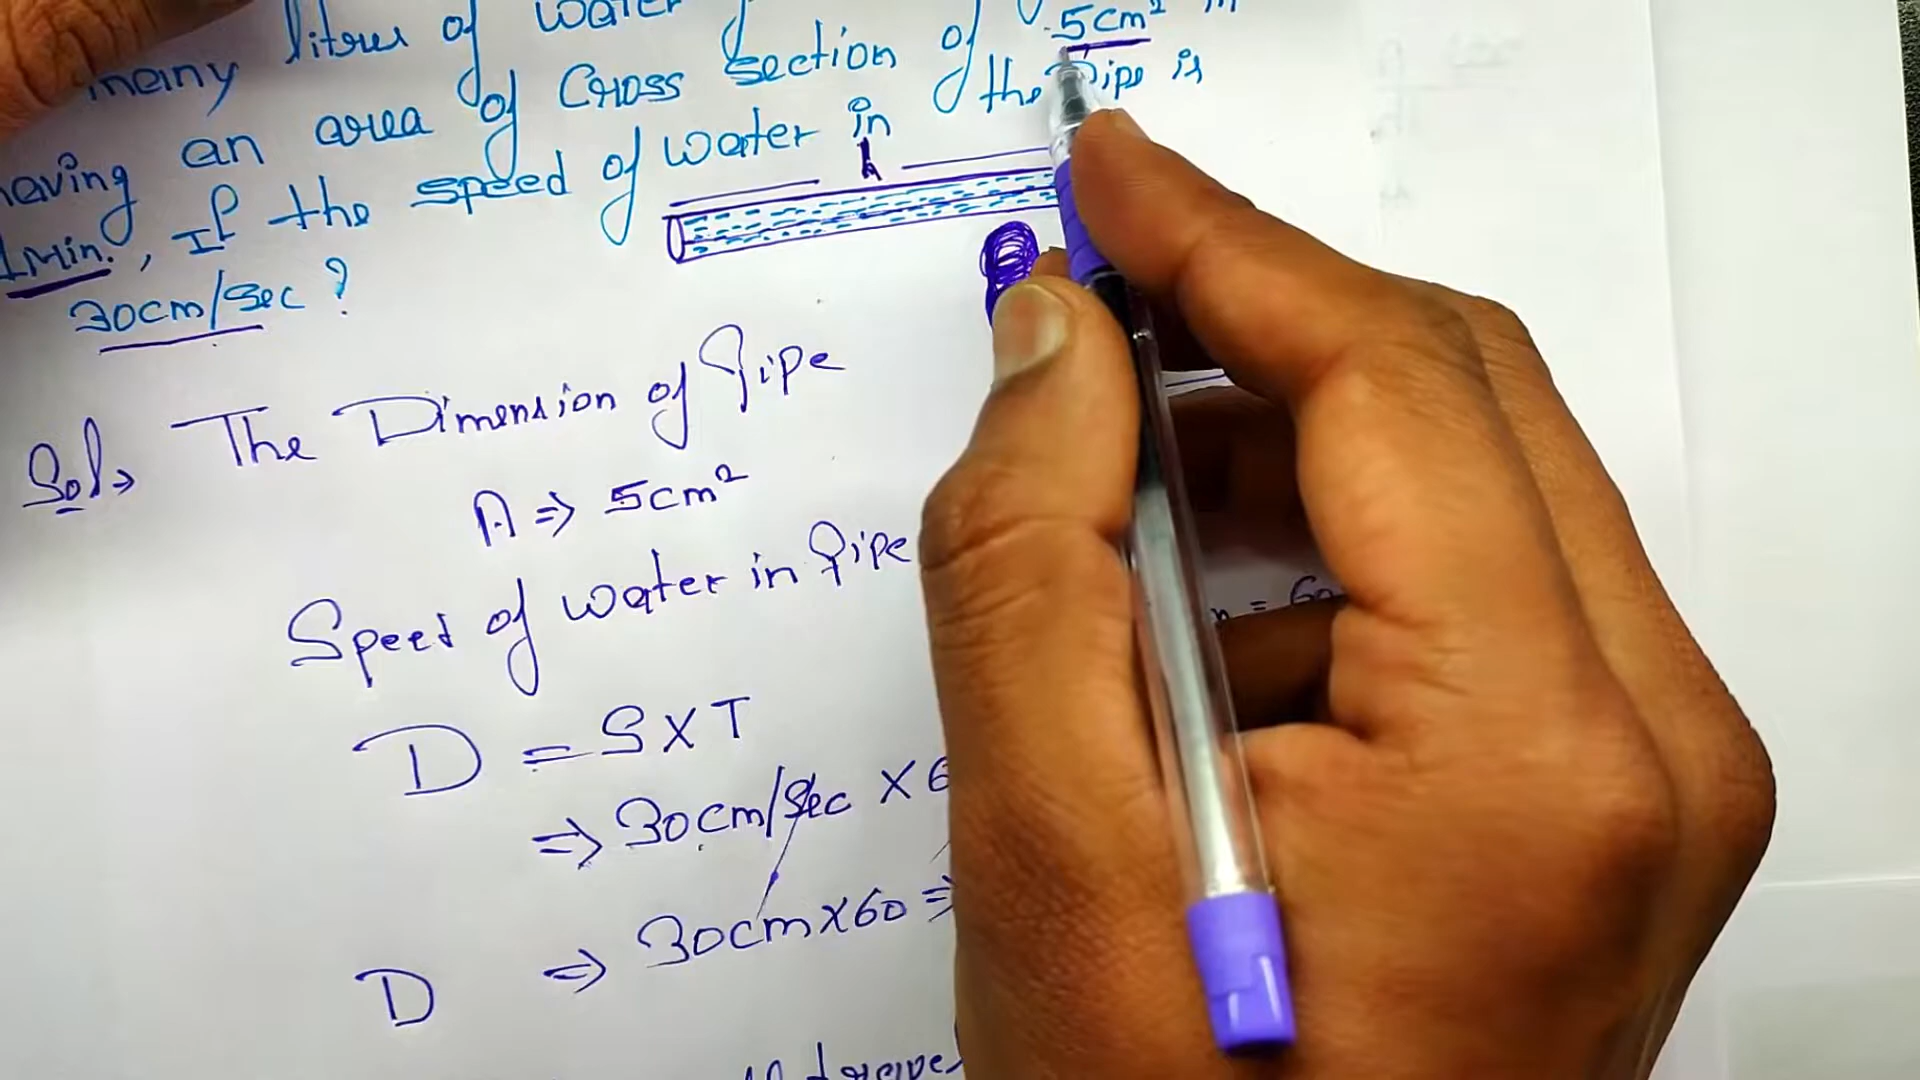 many litres of water
having an area of Cross section of 5cm² in
1Min., If the speed of water in the Pipe is
30cm/sec?
h
Sol> The Dimension of Pipe
A => 5cm²
Speed of water in Pipe
D = S X T
=> 30cm/Sec X 6
D => 30cm x 60 =>
= 60